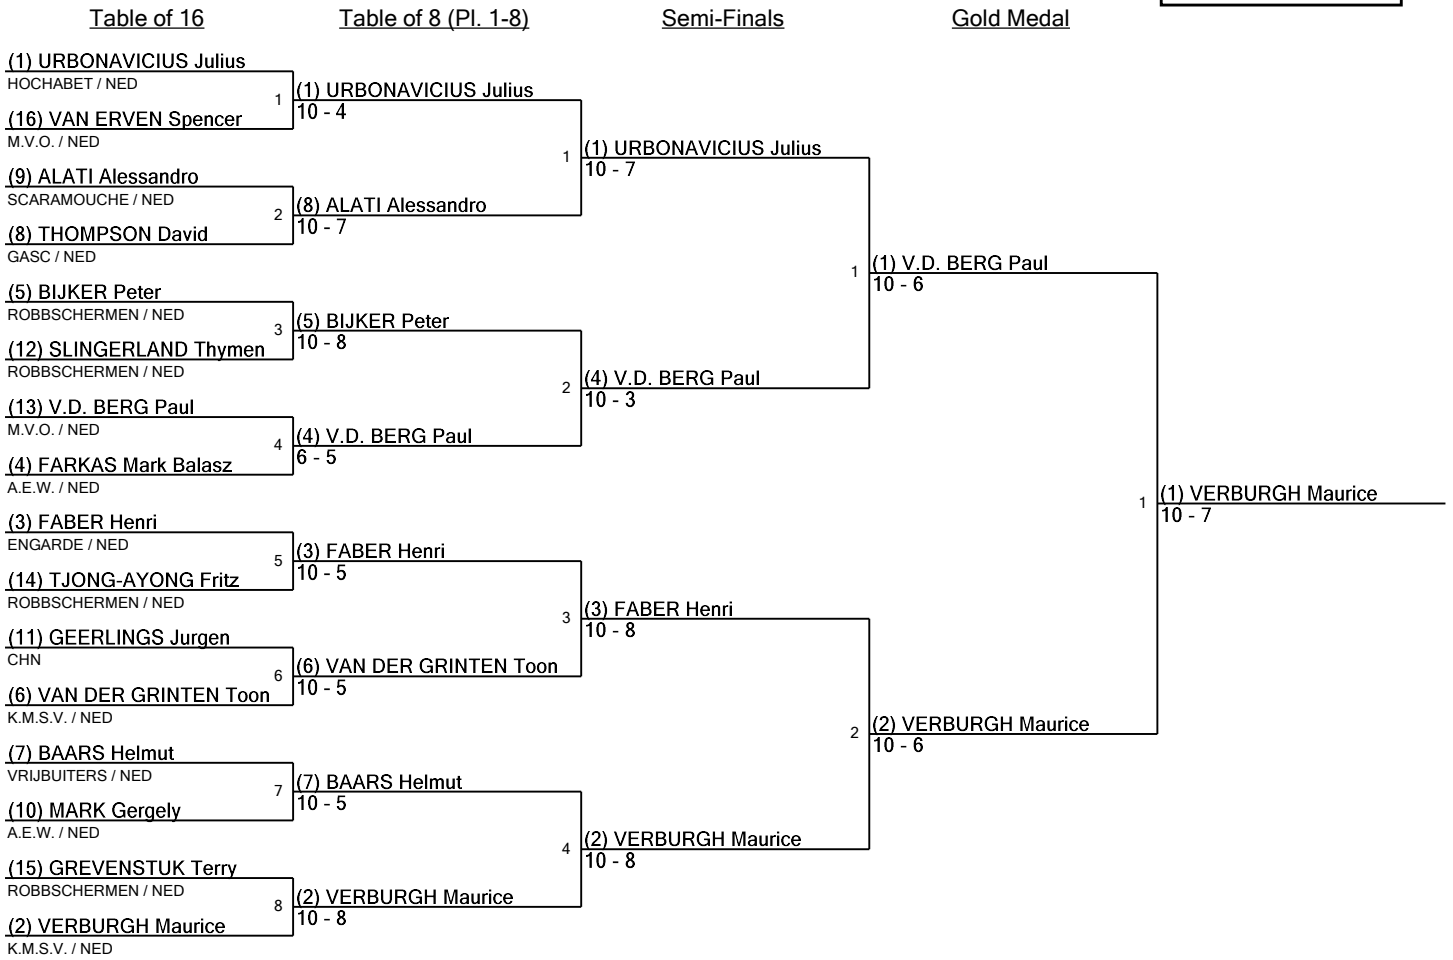 Table of 16
Table of 8 (Pl. 1-8)
Semi-Finals
Gold Medal
(1) URBONAVICIUS Julius
HOCHABET / NED
1
(16) VAN ERVEN Spencer
M.V.O. / NED
(9) ALATI Alessandro
SCARAMOUCHE / NED
2
(8) THOMPSON David
GASC / NED
(5) BIJKER Peter
ROBBSCHERMEN / NED
3
(12) SLINGERLAND Thymen
ROBBSCHERMEN / NED
(13) V.D. BERG Paul
M.V.O. / NED
4
(4) FARKAS Mark Balasz
A.E.W. / NED
(3) FABER Henri
ENGARDE / NED
5
(14) TJONG-AYONG Fritz
ROBBSCHERMEN / NED
(11) GEERLINGS Jurgen
CHN
6
(6) VAN DER GRINTEN Toon
K.M.S.V. / NED
(7) BAARS Helmut
VRIJBUITERS / NED
7
(10) MARK Gergely
A.E.W. / NED
(15) GREVENSTUK Terry
ROBBSCHERMEN / NED
8
(2) VERBURGH Maurice
K.M.S.V. / NED
(1) URBONAVICIUS Julius
10 - 4
1
(8) ALATI Alessandro
10 - 7
(5) BIJKER Peter
10 - 8
2
(4) V.D. BERG Paul
6 - 5
(3) FABER Henri
10 - 5
3
(6) VAN DER GRINTEN Toon
10 - 5
(7) BAARS Helmut
10 - 5
4
(2) VERBURGH Maurice
10 - 8
(1) URBONAVICIUS Julius
10 - 7
1
(4) V.D. BERG Paul
10 - 3
(3) FABER Henri
10 - 8
2
(2) VERBURGH Maurice
10 - 8
(1) V.D. BERG Paul
10 - 6
1
(2) VERBURGH Maurice
10 - 6
(1) VERBURGH Maurice
10 - 7